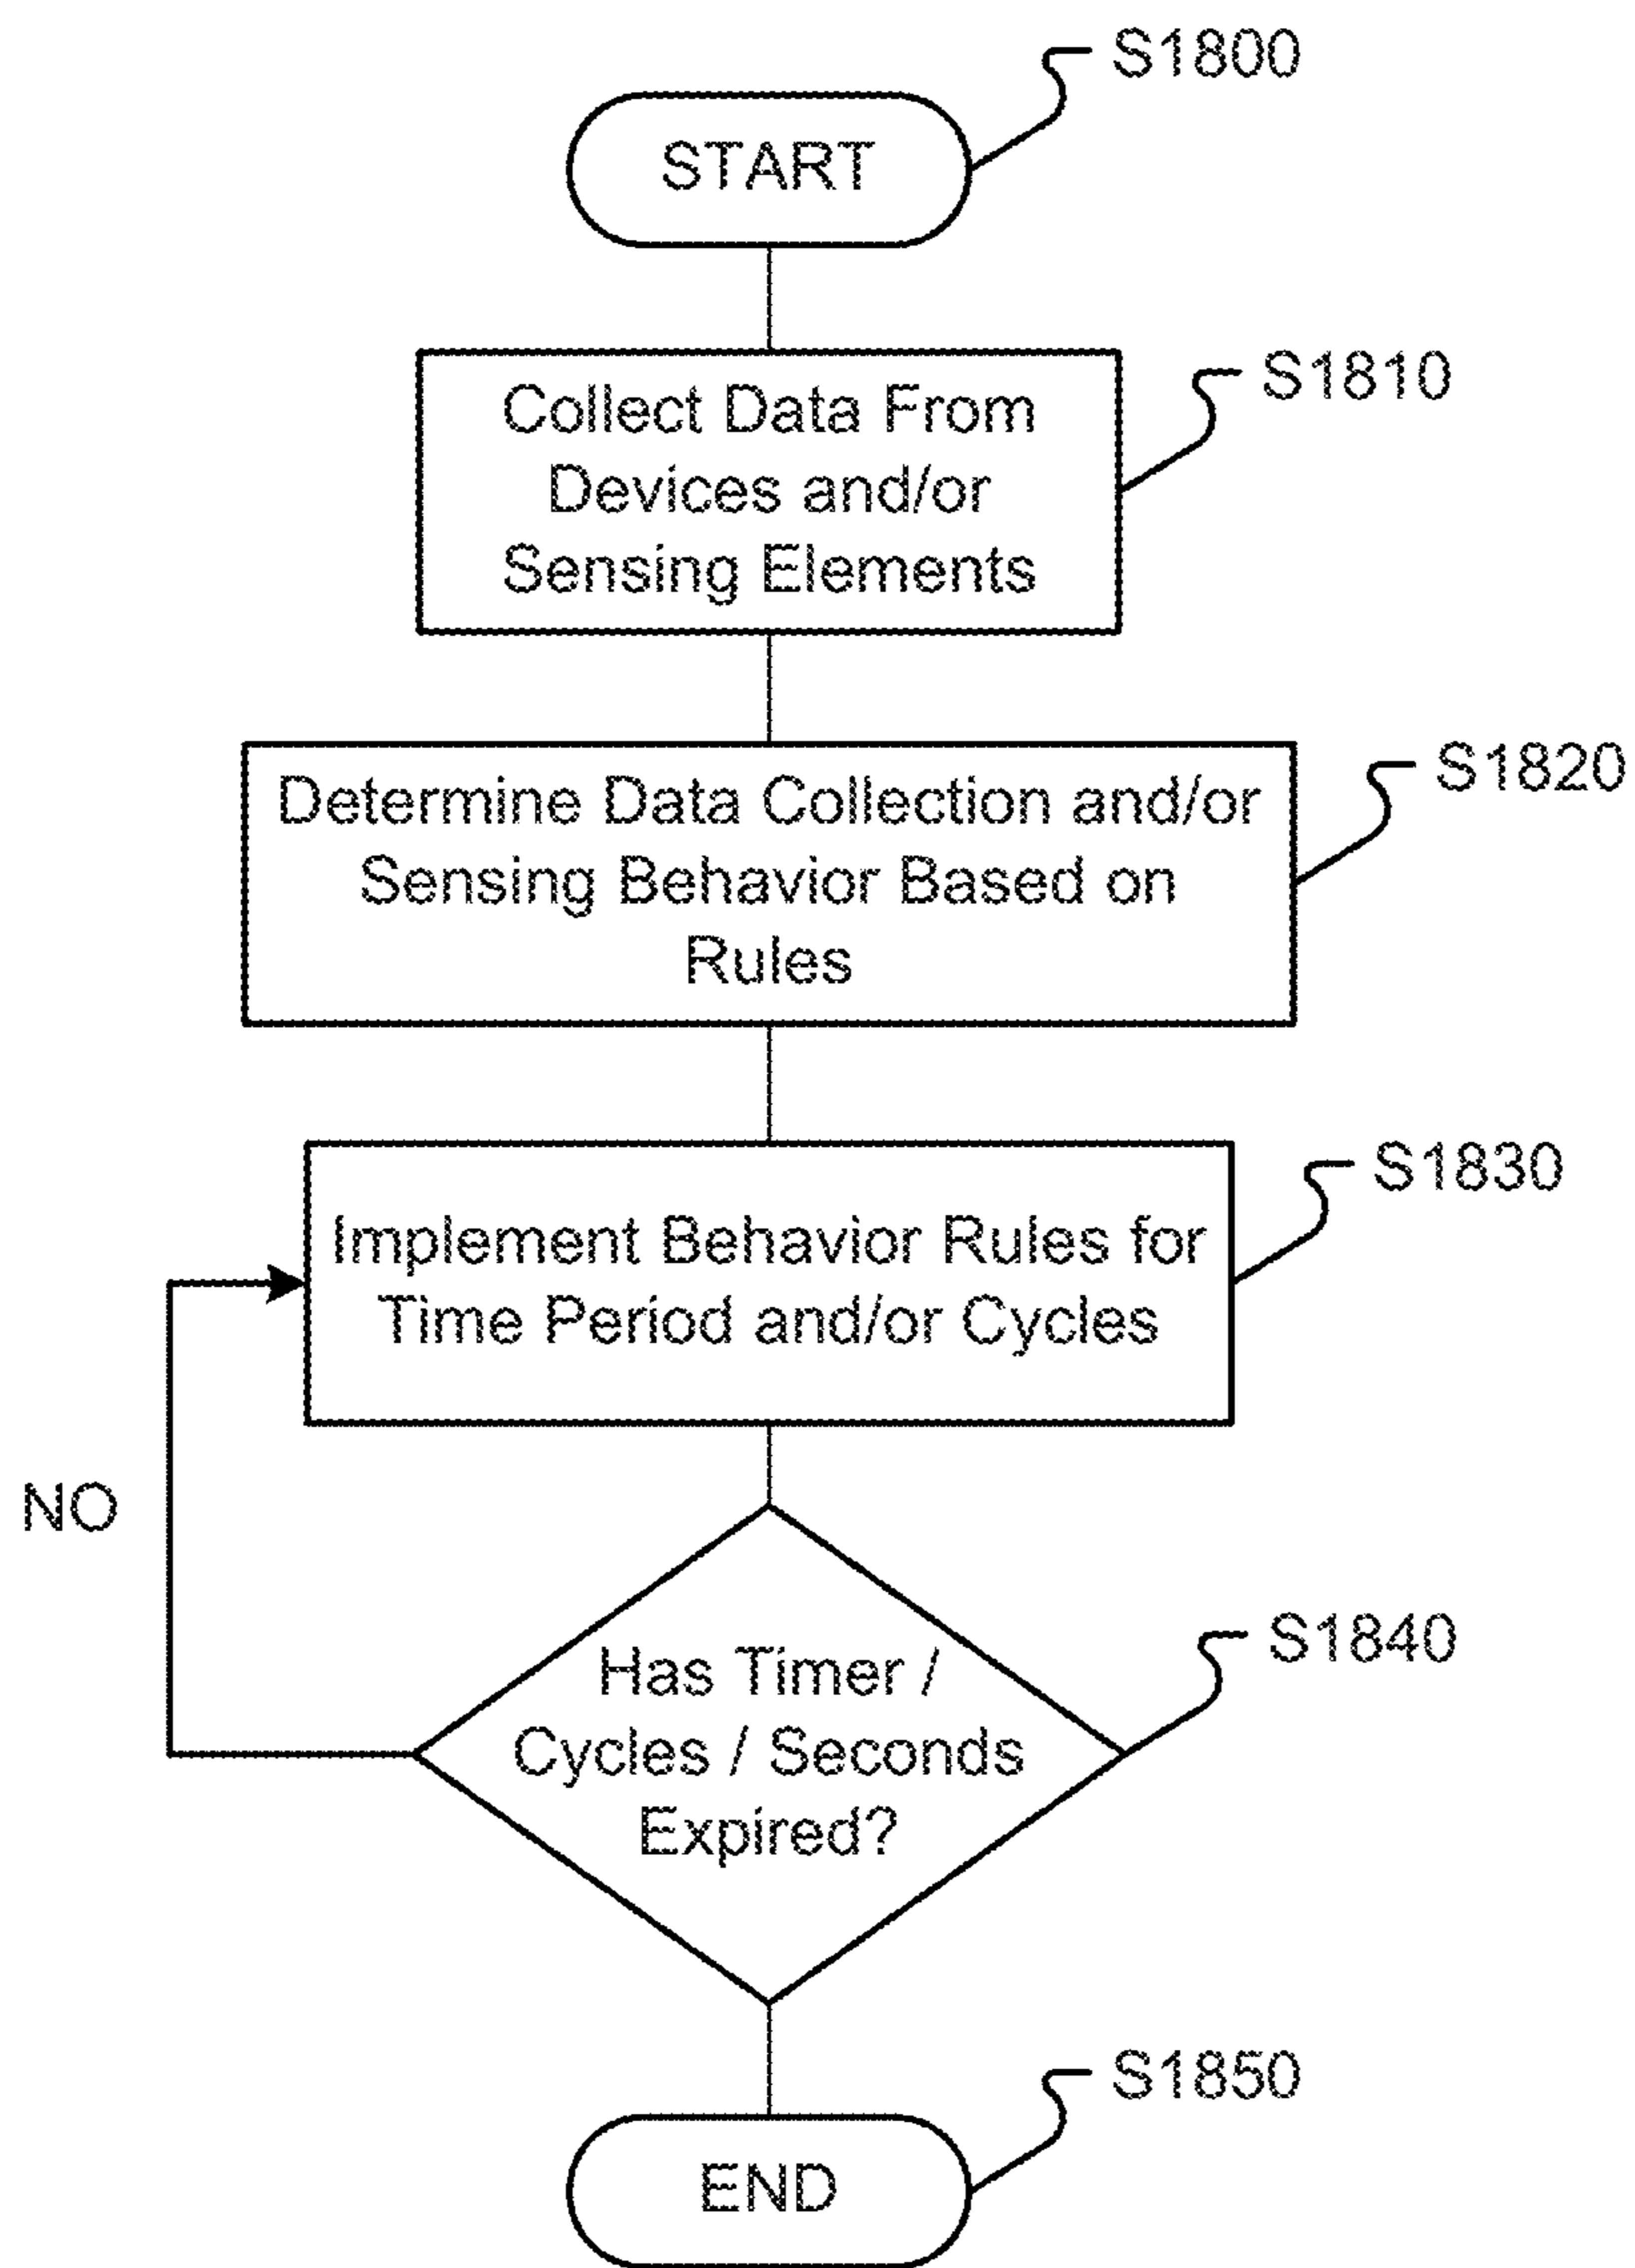 S1800
START
S1810
Collect Data From
Devices and/or
Sensing Elements
S1820
Determine Data Collection and/or
Sensing Behavior Based on
Rules
S1830
Implement Behavior Rules for
Time Period and/or Cycles
NO
S1840
Has Timer /
Cycles / Seconds
Expired?
S1850
END